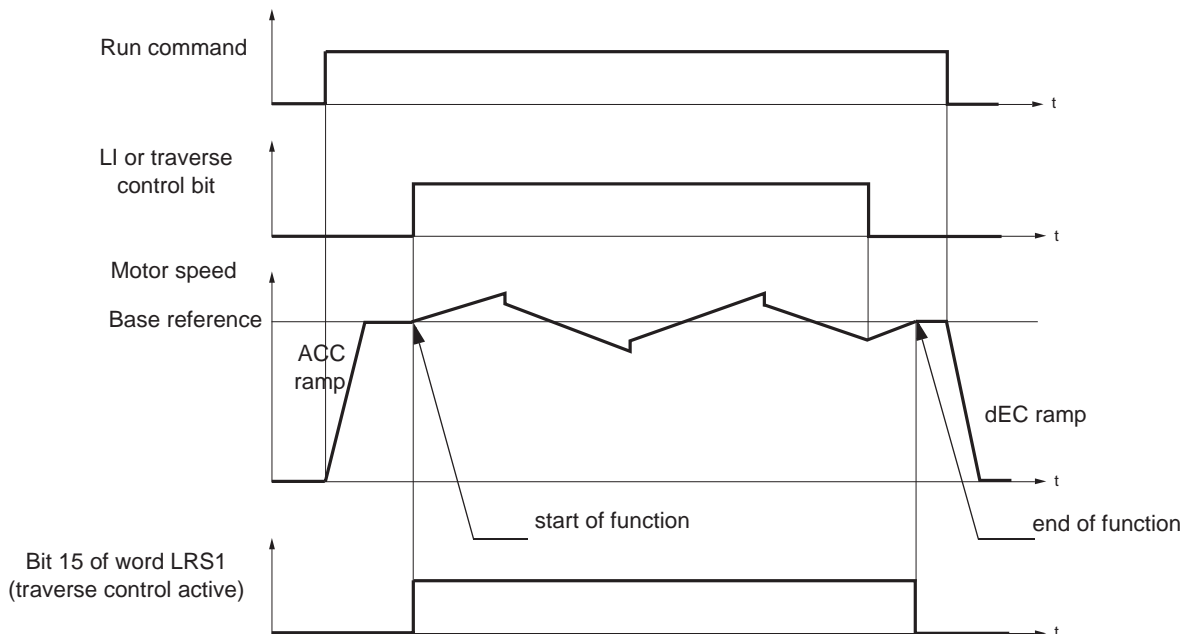 Run command
t
LI or traverse
control bit
t
Motor speed
Base reference
ACC
ramp
dEC ramp
t
start of function
end of function
Bit 15 of word LRS1
(traverse control active)
t